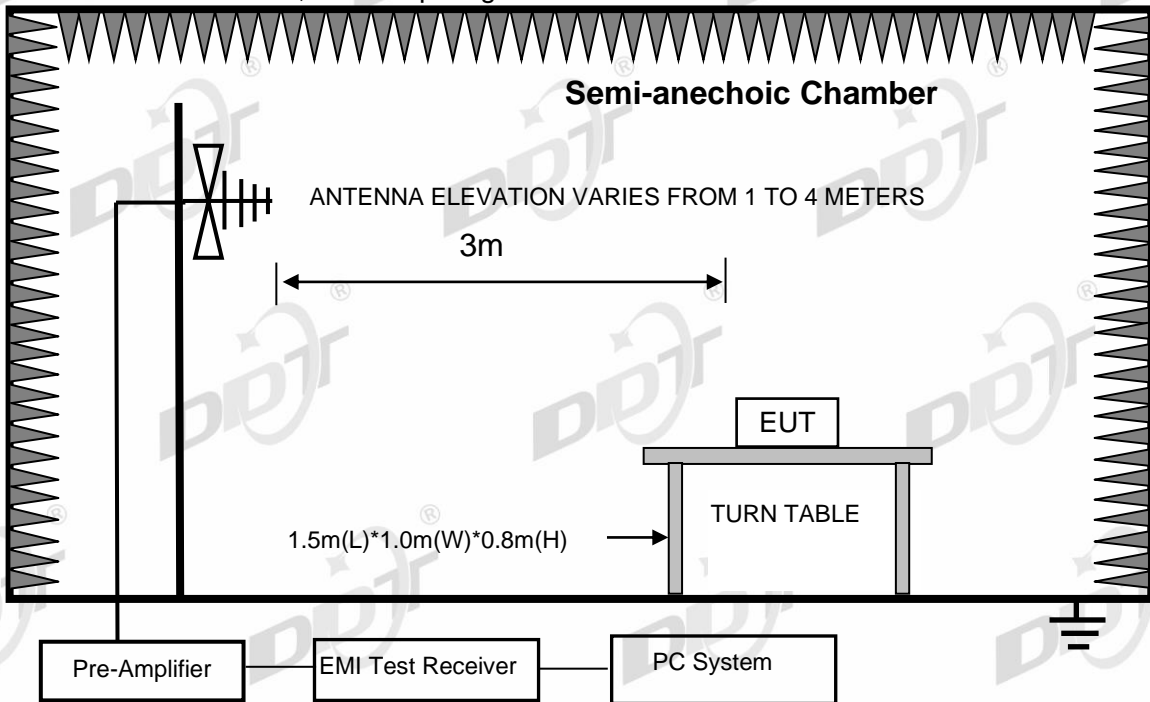 Semi-anechoic Chamber
ANTENNA ELEVATION VARIES FROM 1 TO 4 METERS
3m
EUT
TURN TABLE
1.5m(L)*1.0m(W)*0.8m(H)
Pre-Amplifier
EMI Test Receiver
PC System
DDT
®